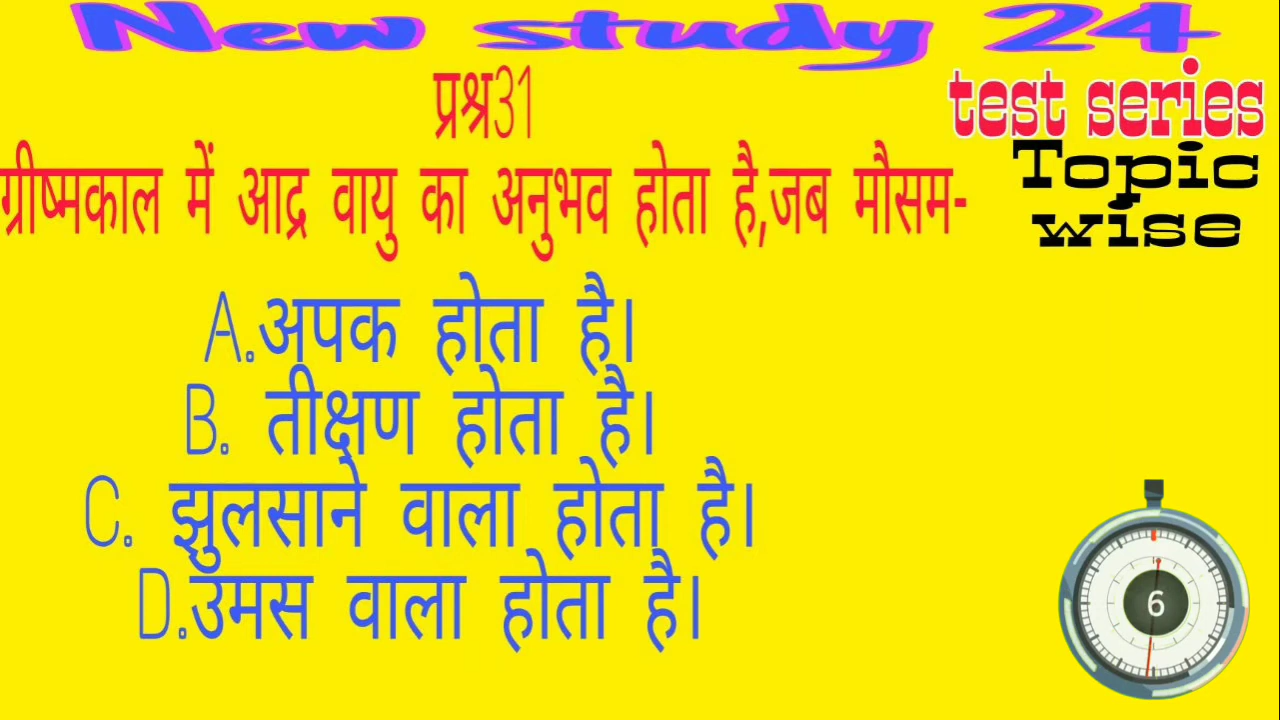 New study 24
test series
Topic
wise
प्रश्न31
ग्रीष्मकाल में आद्र वायु का अनुभव होता है,जब मौसम-
A.अपक होता है।
B. तीक्षण होता है।
C. झुलसाने वाला होता है।
D.उमस वाला होता है।
6